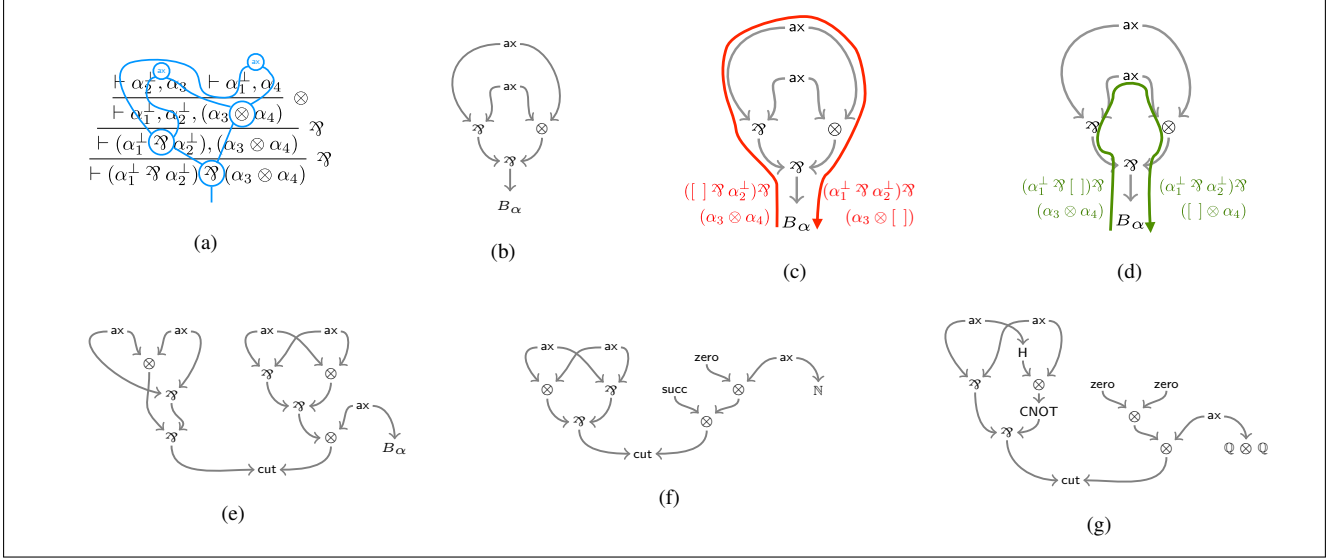 ax
ax
⊢ α₂^⊥, α₃ ⊢ α₁^⊥, α₄
⊗
⊢ α₁^⊥, α₂^⊥, (α₃ ⊗ α₄)
⅋
⊢ (α₁^⊥ ⅋ α₂^⊥), (α₃ ⊗ α₄)
⅋
⊢ (α₁^⊥ ⅋ α₂^⊥) ⅋ (α₃ ⊗ α₄)
(a)
ax
ax
⅋ ⊗
⅋
B_α
(b)
ax
ax
⅋ ⊗
⅋
([ ] ⅋ α₂^⊥)⅋ (α₁^⊥ ⅋ α₂^⊥)⅋
(α₃ ⊗ α₄) B_α (α₃ ⊗ [ ])
(c)
ax
ax
⅋ ⊗
⅋
(α₁^⊥ ⅋ [ ])⅋ (α₁^⊥ ⅋ α₂^⊥)⅋
(α₃ ⊗ α₄) B_α ([ ] ⊗ α₄)
(d)
ax ax ax ax
⊗ ⅋ ⊗
⅋ ⅋ ax
⅋ ⊗ B_α
cut
(e)
ax ax zero ax
⊗ ⅋ succ ⊗ ℕ
⅋ ⊗
cut
(f)
ax ax
H
⅋ ⊗ zero zero
CNOT ⊗ ax
⅋ ⊗ ℚ ⊗ ℚ
cut
(g)